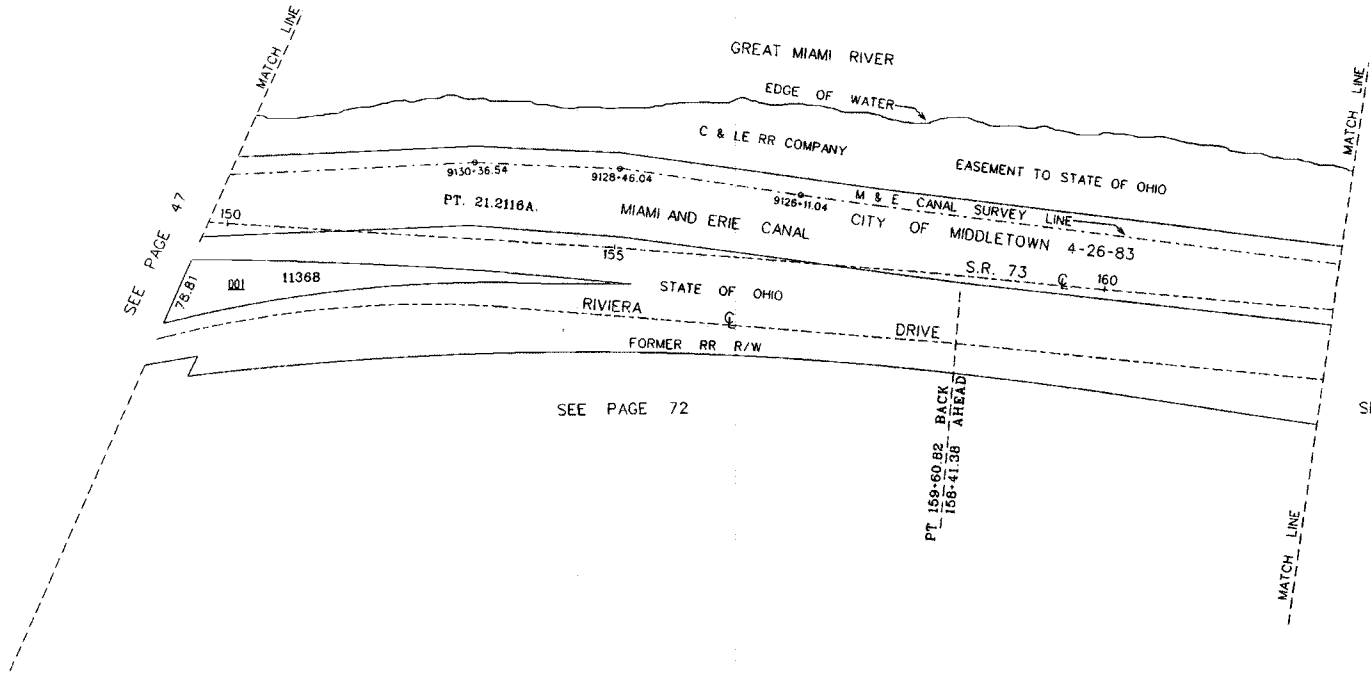 MATCH LINE
GREAT MIAMI RIVER
EDGE OF WATER
MATCH LINE
C & LE RR COMPANY
EASEMENT TO STATE OF OHIO
9130+36.54
9128+46.04
9126+11.04
M & E CANAL SURVEY LINE
PT. 21.2116A.
MIAMI AND ERIE CANAL
CITY OF MIDDLETOWN 4-26-83
SEE PAGE 47
150
155
S.R. 73
160
78.81
001
11368
STATE OF OHIO
RIVIERA
DRIVE
FORMER RR R/W
SEE PAGE 72
PT 159+60.82 BACK
158+41.38 AHEAD
MATCH LINE